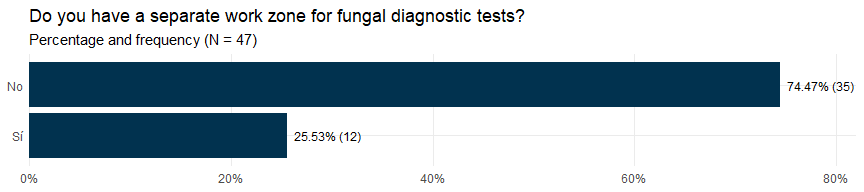 Do you have a separate work zone for fungal diagnostic tests?
Percentage and frequency (N = 47)
No
74.47% (35)
Sí
25.53% (12)
0%
20%
40%
60%
80%